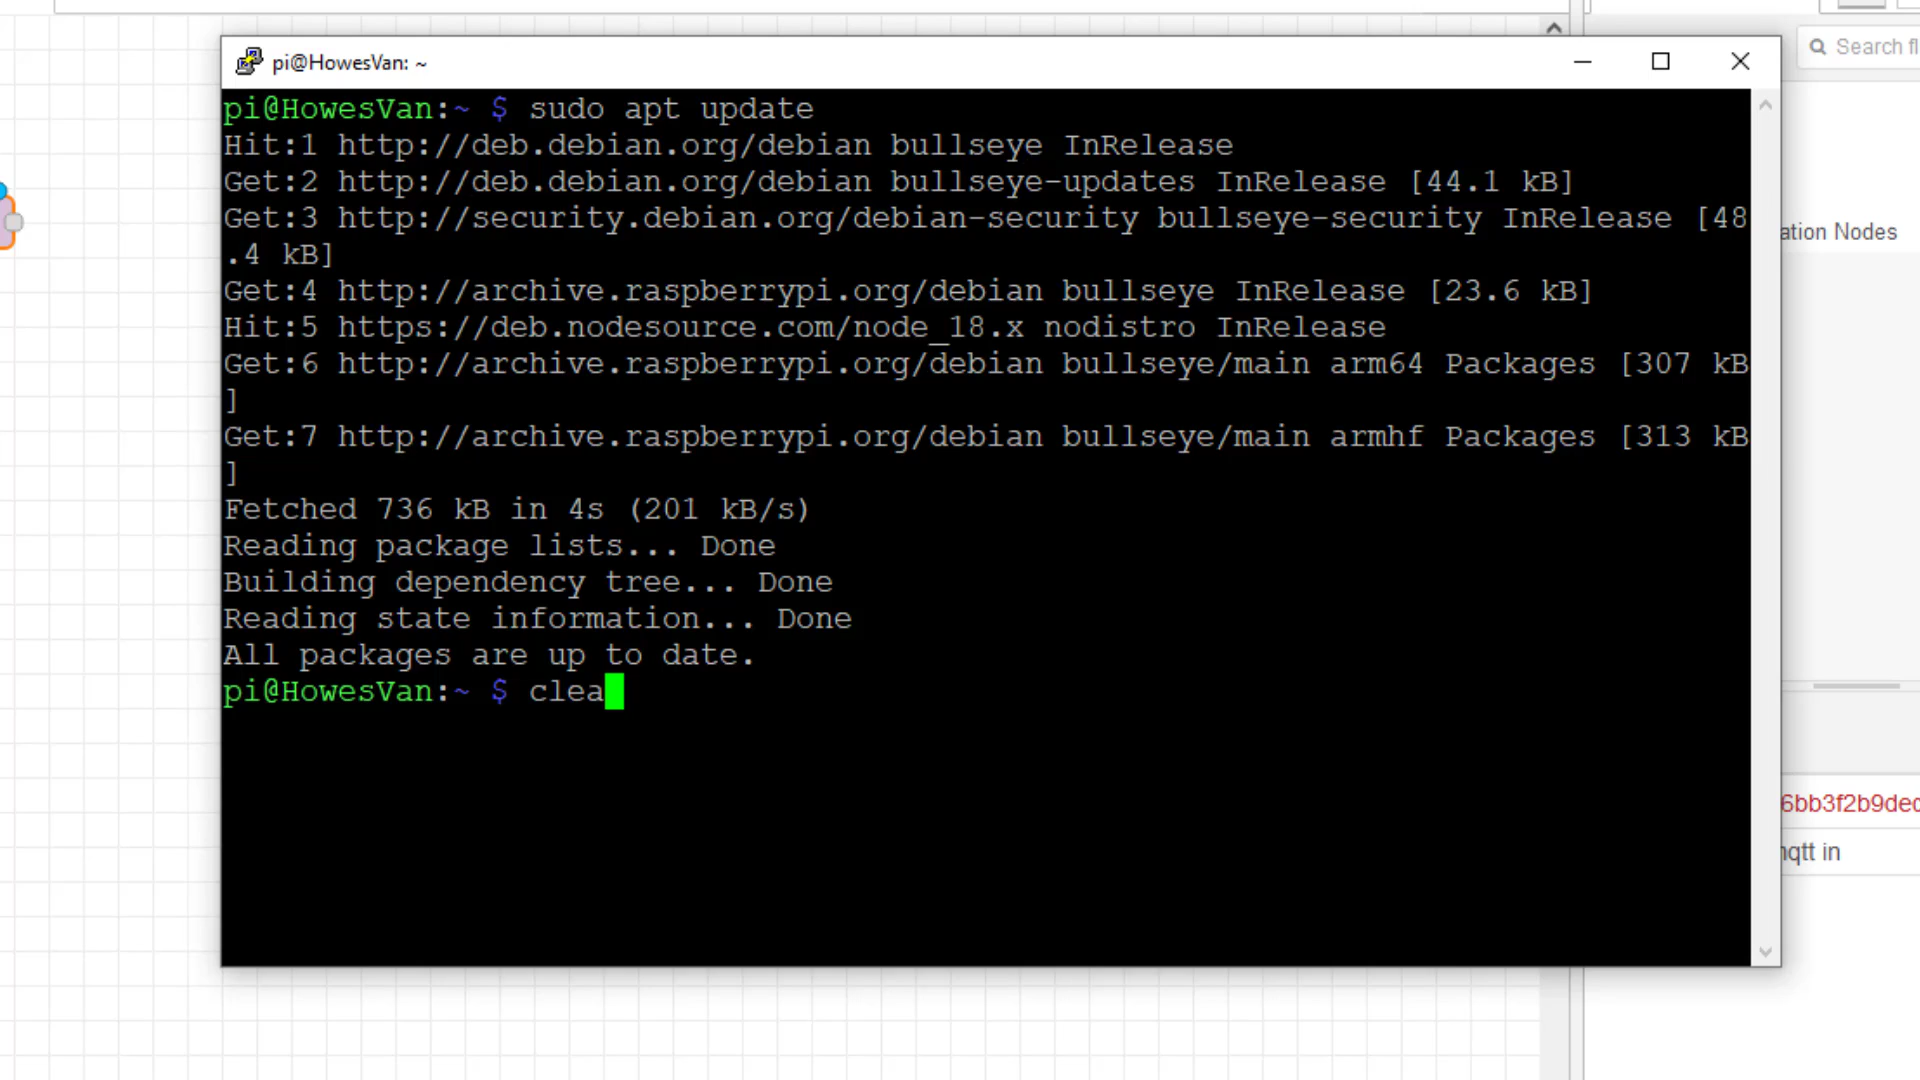 Search fl
pi@HowesVan: ~
pi@HowesVan:~ $ sudo apt update
Hit:1 http://deb.debian.org/debian bullseye InRelease
Get:2 http://deb.debian.org/debian bullseye-updates InRelease [44.1 kB]
Get:3 http://security.debian.org/debian-security bullseye-security InRelease [48
.4 kB]
Get:4 http://archive.raspberrypi.org/debian bullseye InRelease [23.6 kB]
Hit:5 https://deb.nodesource.com/node_18.x nodistro InRelease
Get:6 http://archive.raspberrypi.org/debian bullseye/main arm64 Packages [307 kB
]
Get:7 http://archive.raspberrypi.org/debian bullseye/main armhf Packages [313 kB
]
Fetched 736 kB in 4s (201 kB/s)
Reading package lists... Done
Building dependency tree... Done
Reading state information... Done
All packages are up to date.
pi@HowesVan:~ $ clea
ation Nodes
6bb3f2b9dec
mqtt in